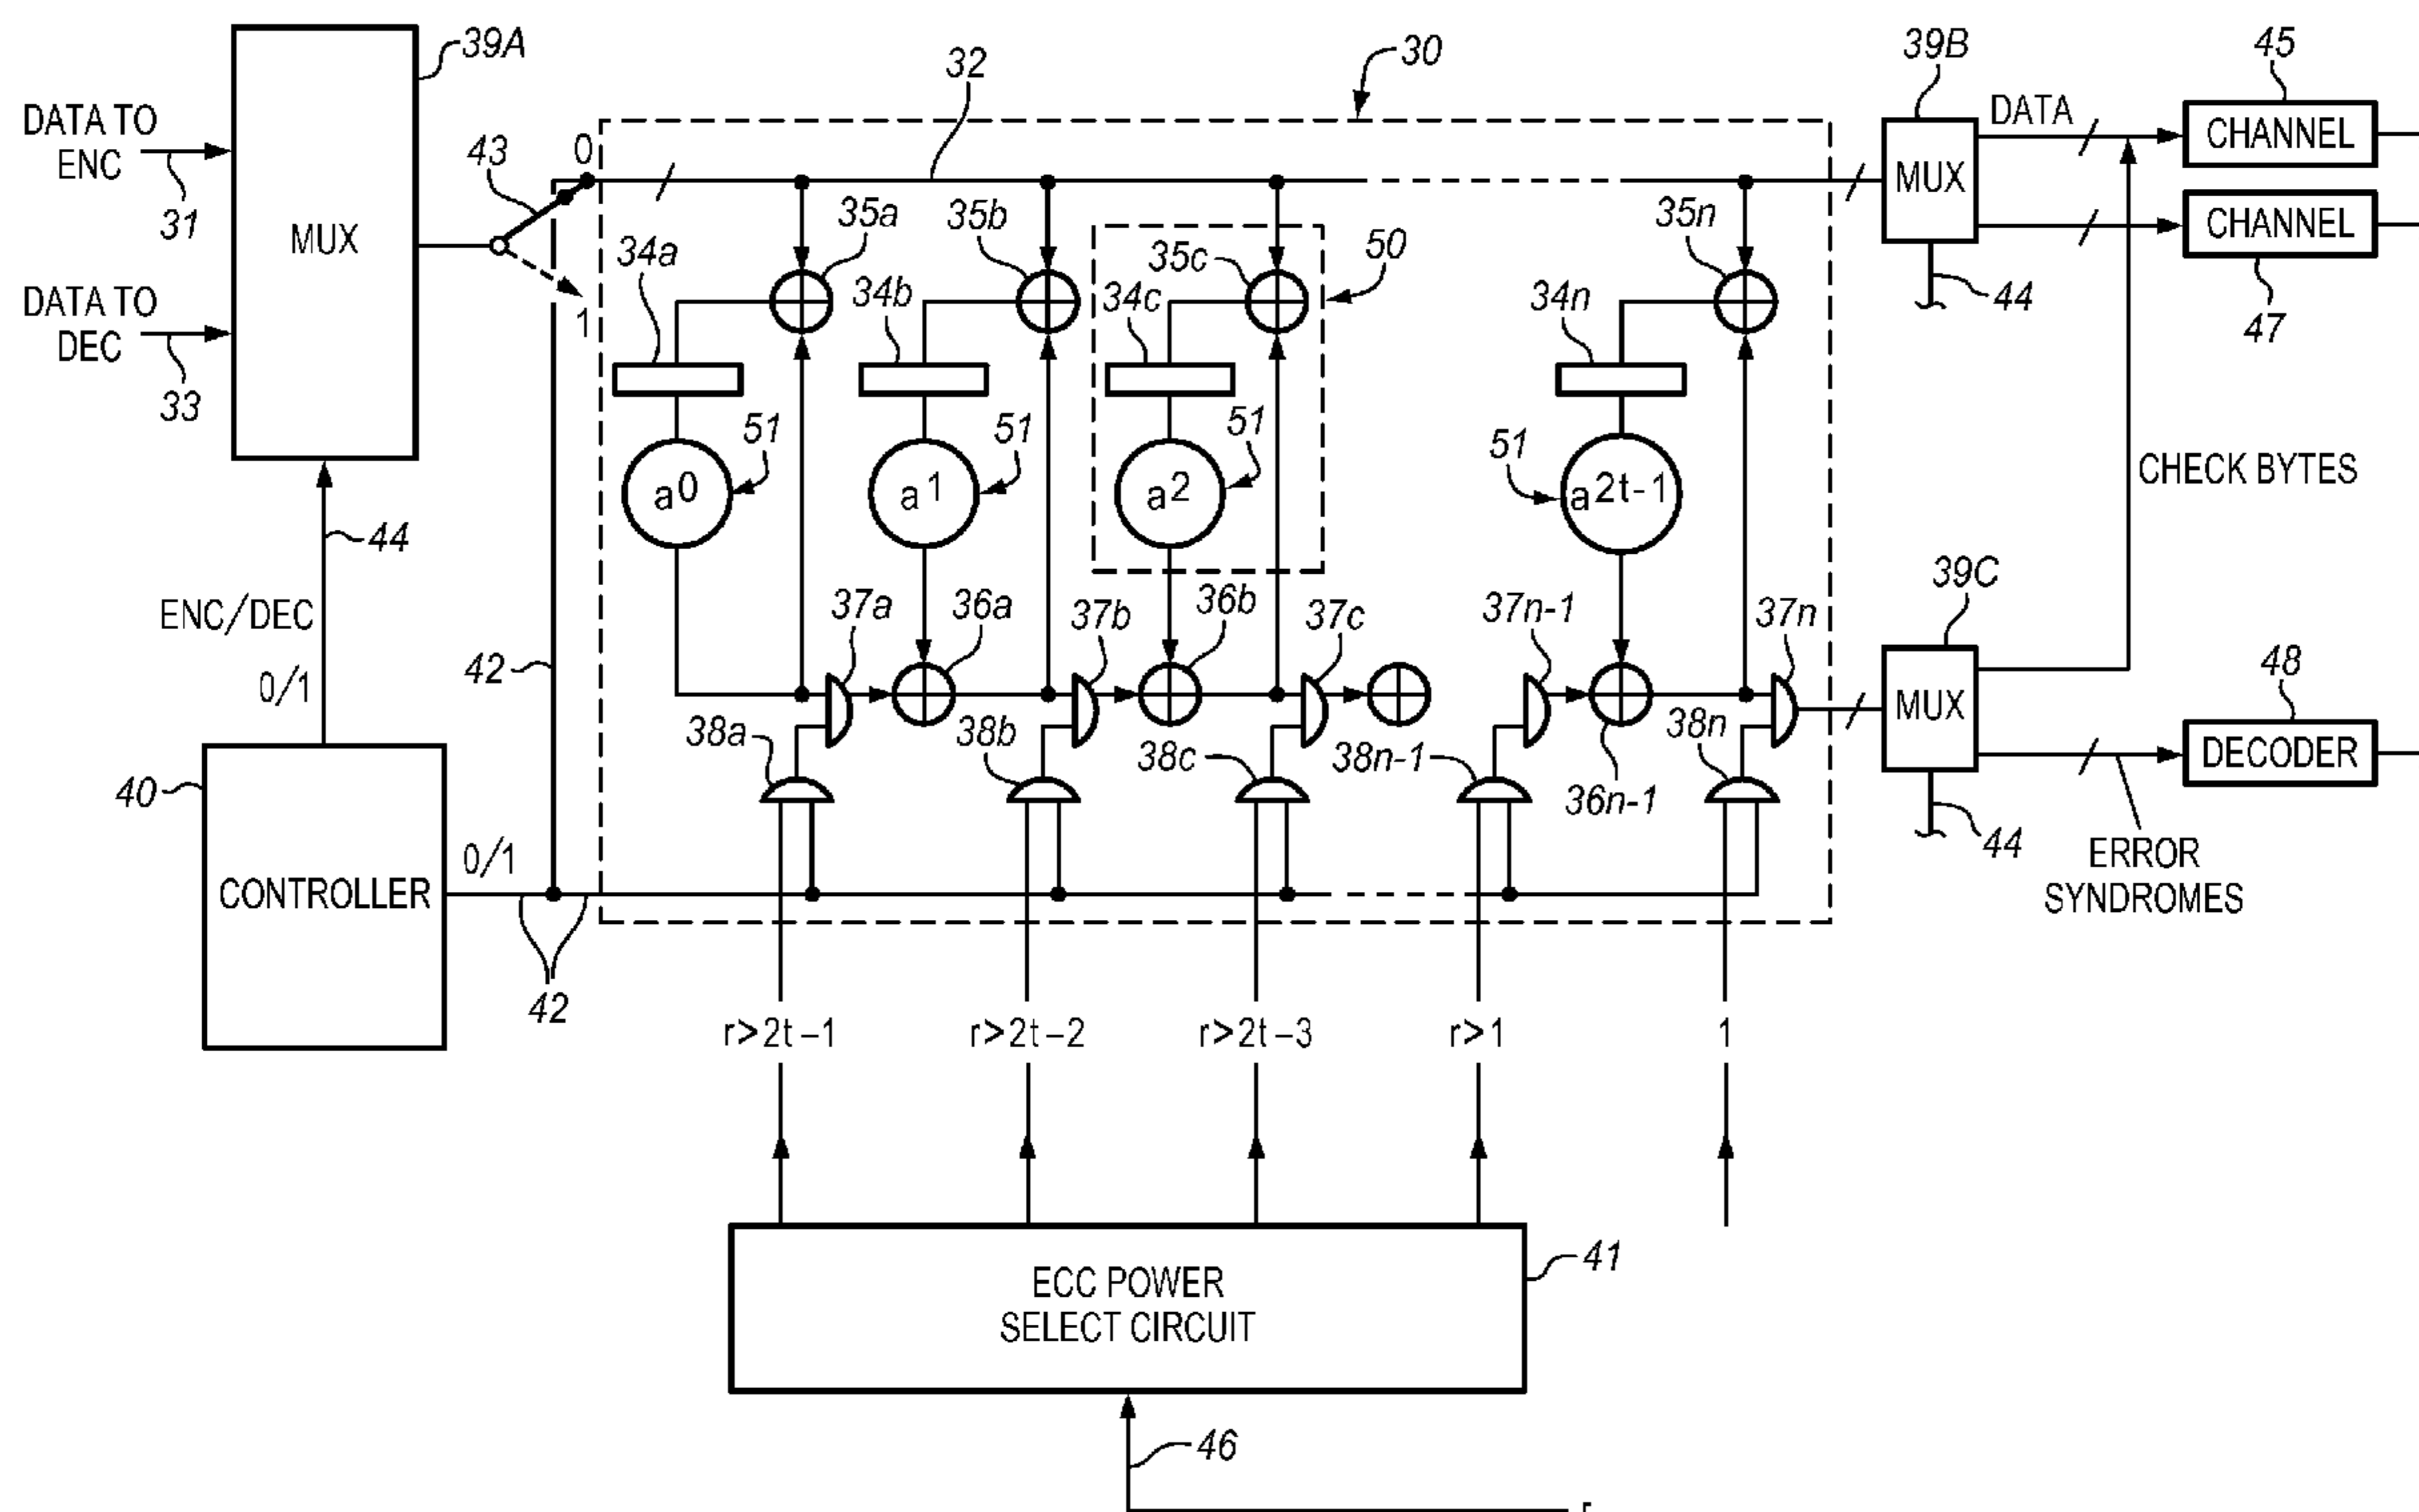 39A
32
30
39B
45
DATA TO
ENC
31
43
0
DATA
CHANNEL
MUX
MUX
35a
35b
35c
50
35n
CHANNEL
34a
34b
34c
34n
44
47
DATA TO
DEC
33
1
51
51
51
51
a0
a1
a2
a2t-1
CHECK BYTES
44
ENC/DEC
0/1
42
37a
36a
37b
36b
37c
37n-1
37n
39C
MUX
48
DECODER
38a
38b
38c
38n-1
36n-1
38n
40
CONTROLLER
0/1
42
44
ERROR
SYNDROMES
r>2t-1
r>2t-2
r>2t-3
r>1
1
ECC POWER
SELECT CIRCUIT
41
46
r